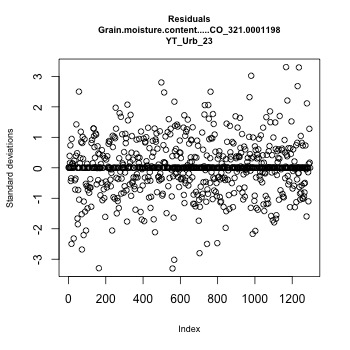 Residuals
Grain.moisture.content.....CO_321.0001198
YT_Urb_23
Standard deviations
3
2
1
0
-1
-2
-3
0 200 400 600 800 1000 1200
Index